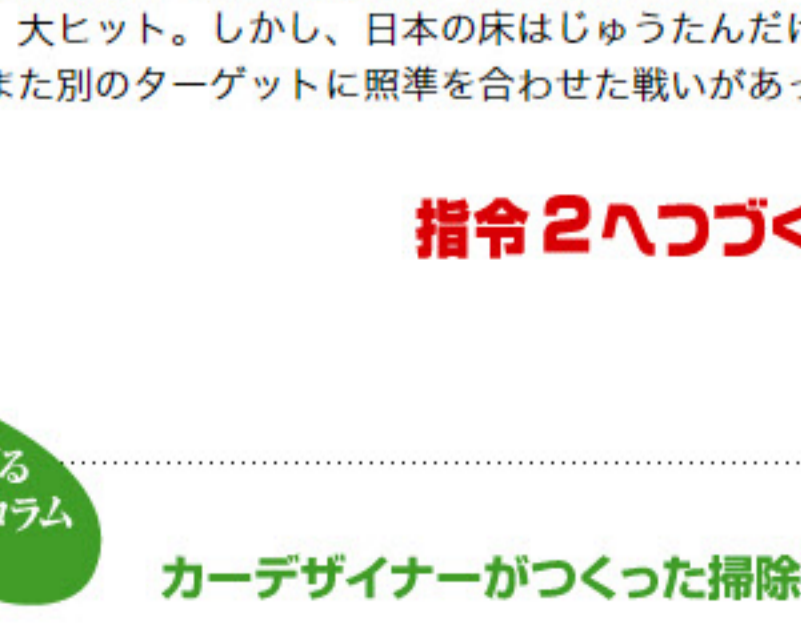 大ヒット。しかし、日本の床はじゅうたんだけ
また別のターゲットに照準を合わせた戦いがあっ
指令2へつづく
る
コラム
カーデザイナーがつくった掃除